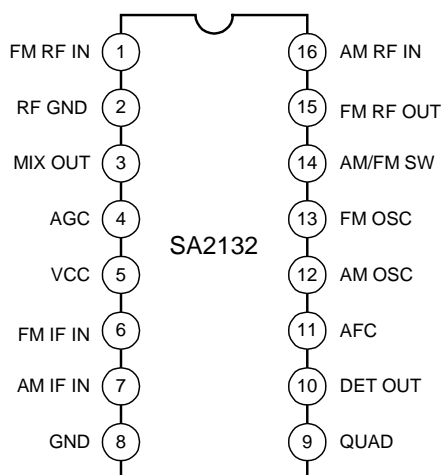 FM RF IN 1 16 AM RF IN
RF GND 2 15 FM RF OUT
MIX OUT 3 14 AM/FM SW
AGC 4 13 FM OSC
SA2132
VCC 5 12 AM OSC
FM IF IN 6 11 AFC
AM IF IN 7 10 DET OUT
GND 8 9 QUAD